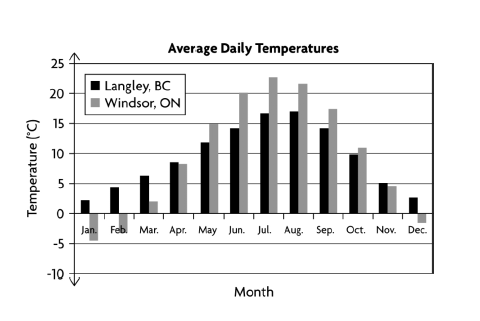 Average Daily Temperatures
25
20
15
10
5
0
-5
-10
Temperature (°C)
Langley, BC
Windsor, ON
Jan. Feb. Mar. Apr. May Jun. Jul. Aug. Sep. Oct. Nov. Dec.
Month